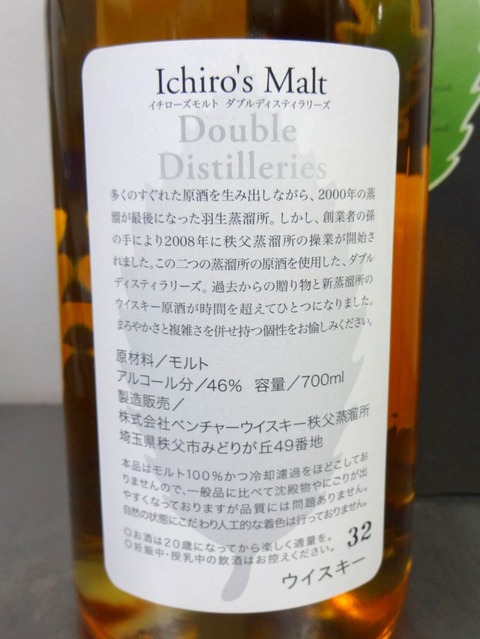 Ichiro's Malt
イチローズモルト ダブルディスティラリーズ
Double
Distilleries
多くのすぐれた原酒を生み出しながら、2000年の蒸
溜が最後になった羽生蒸溜所。しかし、創業者の孫
の手により2008年に秩父蒸溜所の操業が開始さ
れました。この二つの蒸溜所の原酒を使用した、ダブル
ディスティラリーズ。過去からの贈り物と新蒸溜所の
ウイスキー原酒が時間を超えてひとつになりました。
まろやかさと複雑さを併せ持つ個性をお愉しみください。
原材料／モルト
アルコール分／46% 容量／700ml
製造販売／
株式会社ベンチャーウイスキー秩父蒸溜所
埼玉県秩父市みどりが丘49番地
本品はモルト100%かつ冷却濾過をほどこしてお
りませんので、一般品に比べて沈殿物やにごりが出
やすくなっておりますが品質には問題ありません。
自然の状態にこだわり人工的な着色は行っておりません。
◎お酒は20歳になってから楽しく適量を。
◎妊娠中・授乳中の飲酒はお控えください。
32
ウイスキー